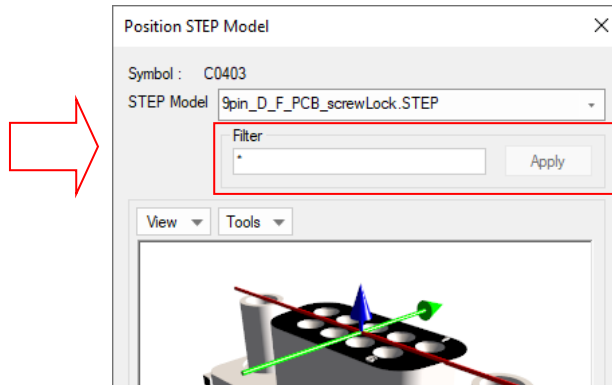 Position STEP Model
Symbol : C0403
STEP Model 9pin_D_F_PCB_screwLock.STEP
Filter
* Apply
View Tools